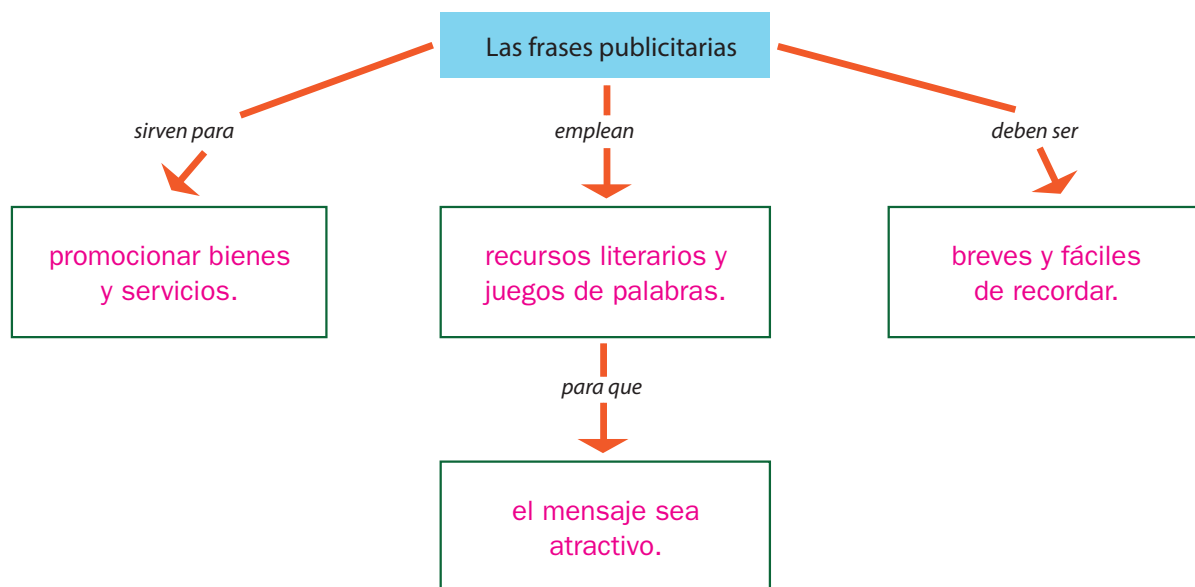 Las frases publicitarias
sirven para
emplean
deben ser
promocionar bienes
y servicios.
recursos literarios y
juegos de palabras.
breves y fáciles
de recordar.
para que
el mensaje sea
atractivo.